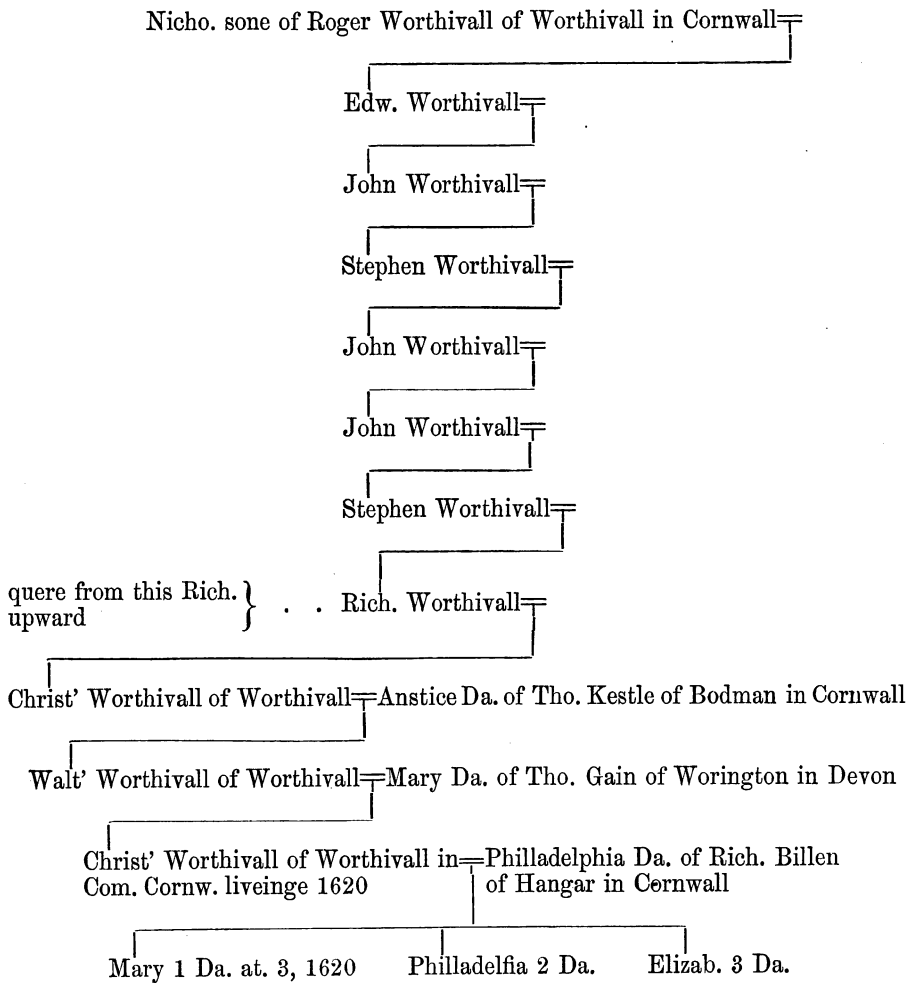 Nicho. sone of Roger Worthivall of Worthivall in Cornwall
Edw. Worthivall
John Worthivall
Stephen Worthivall
John Worthivall
John Worthivall
Stephen Worthivall
quere from this Rich. upward } . . Rich. Worthivall
Christ' Worthivall of Worthivall=Anstice Da. of Tho. Kestle of Bodman in Cornwall
Walt' Worthivall of Worthivall=Mary Da. of Tho. Gain of Worington in Devon
Christ' Worthivall of Worthivall in=Philladelphia Da. of Rich. Billen
Com. Cornw. liveinge 1620 of Hangar in Cornwall
Mary 1 Da. at. 3, 1620 Philladelfia 2 Da. Elizab. 3 Da.